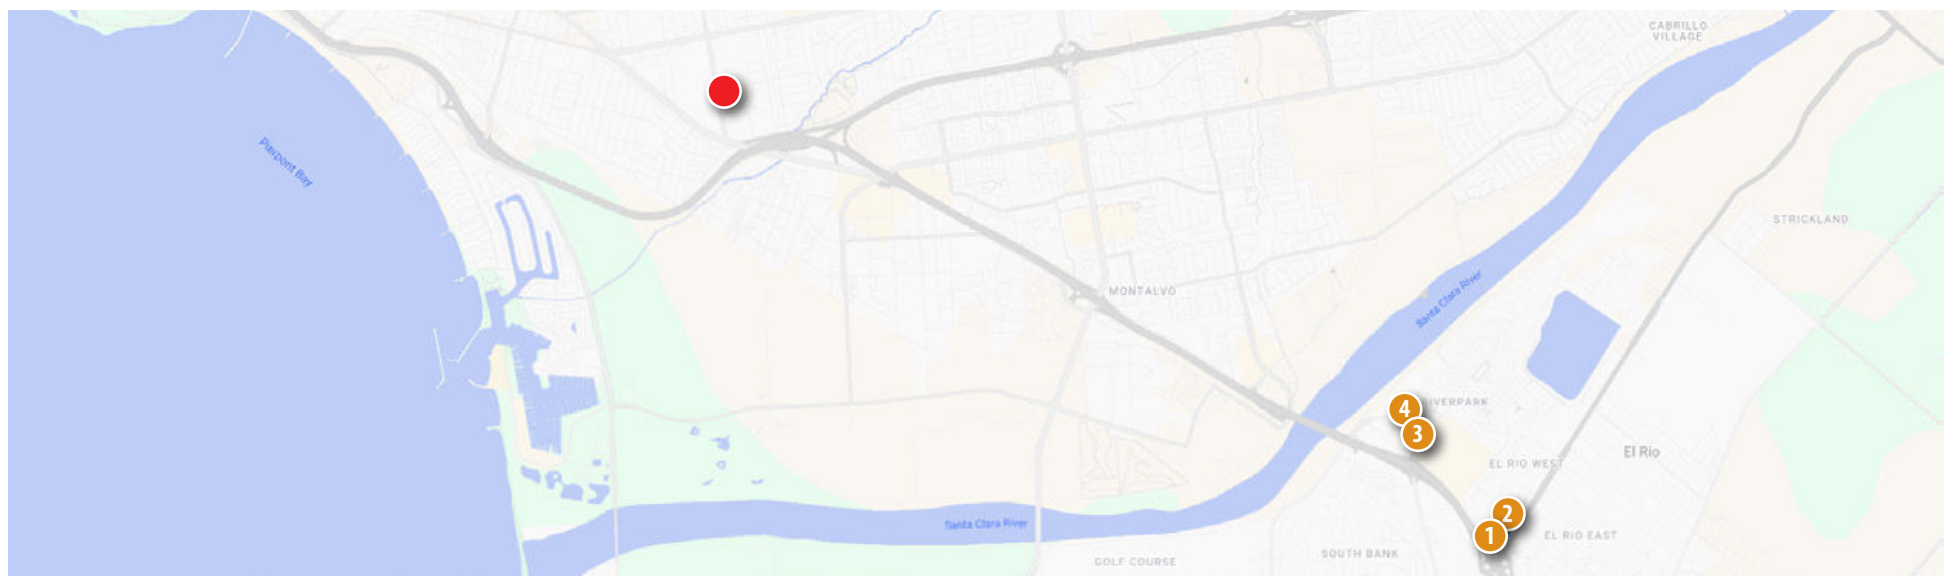 CABRILLO
VILLAGE
Pierpont Bay
STRICKLAND
MONTALVO
Santa Clara River
4
IVERPARK
3
El Rio
EL RIO WEST
2
Santa Clara River
1
EL RIO EAST
SOUTH BANK
GOLF COURSE